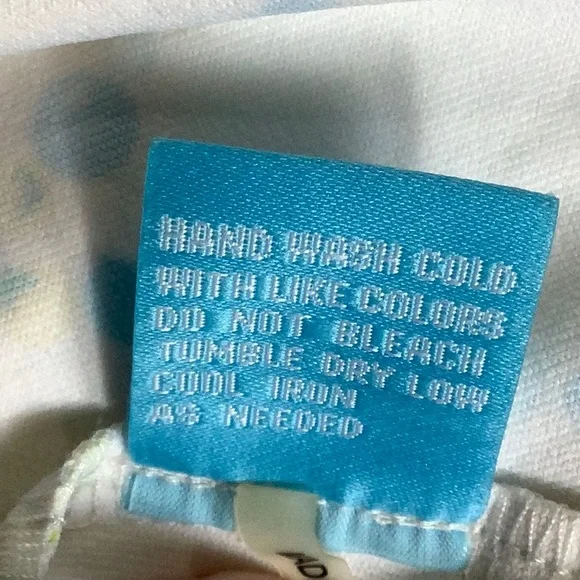 HAND WASH COLD
WITH LIKE COLORS
DO NOT BLEACH
TUMBLE DRY LOW
COOL IRON
AS NEEDED